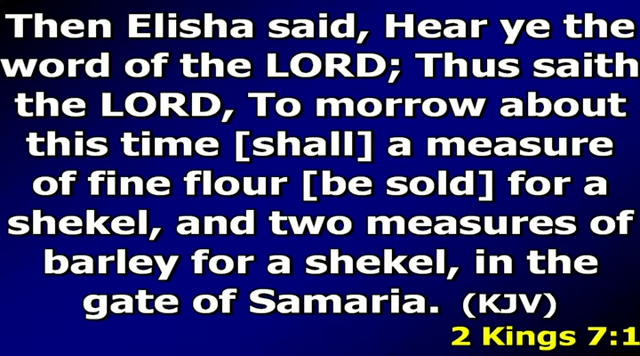 Then Elisha said, Hear ye the
word of the LORD; Thus saith
the LORD, To morrow about
this time [shall] a measure
of fine flour [be sold] for a
shekel, and two measures of
barley for a shekel, in the
gate of Samaria. (KJV)
2 Kings 7:1